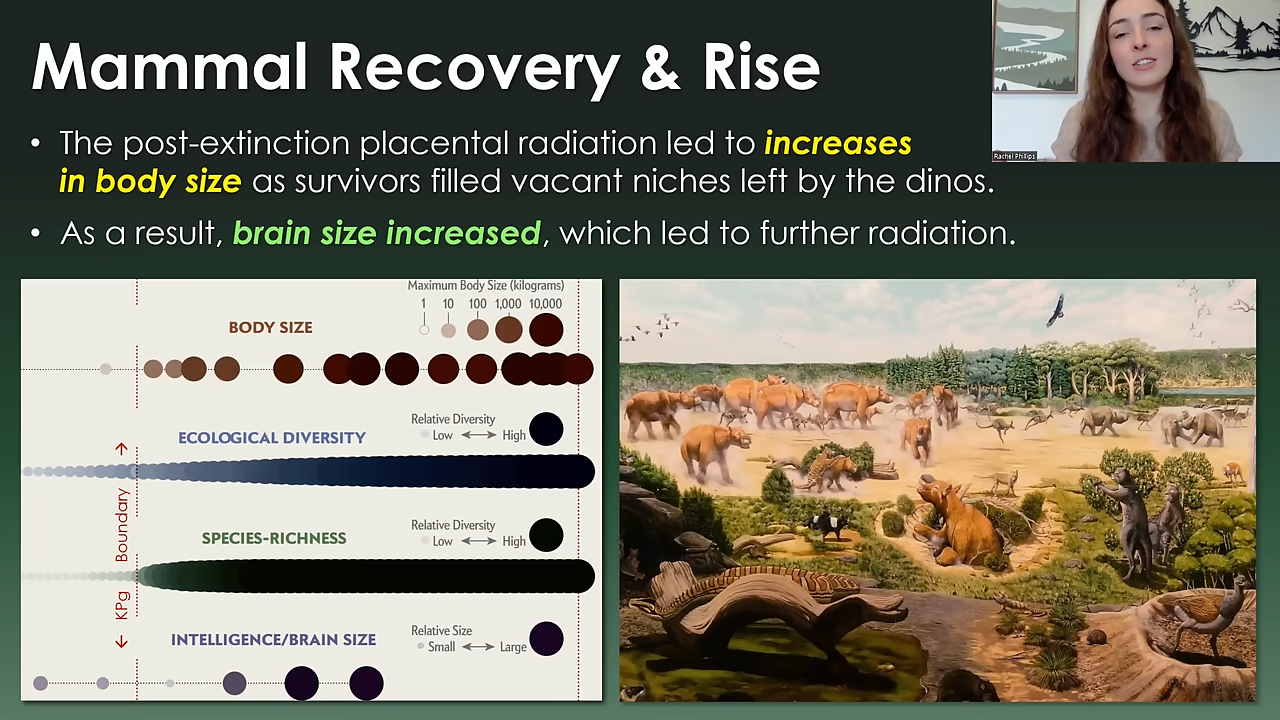 Mammal Recovery & Rise
Rachel Phillips
• The post-extinction placental radiation led to increases
in body size as survivors filled vacant niches left by the dinos.
• As a result, brain size increased, which led to further radiation.
Maximum Body Size (kilograms)
1 10 100 1,000 10,000
BODY SIZE
Relative Diversity
Low High
ECOLOGICAL DIVERSITY
← KPg Boundary →
Relative Diversity
Low High
SPECIES-RICHNESS
Relative Size
Small Large
INTELLIGENCE/BRAIN SIZE